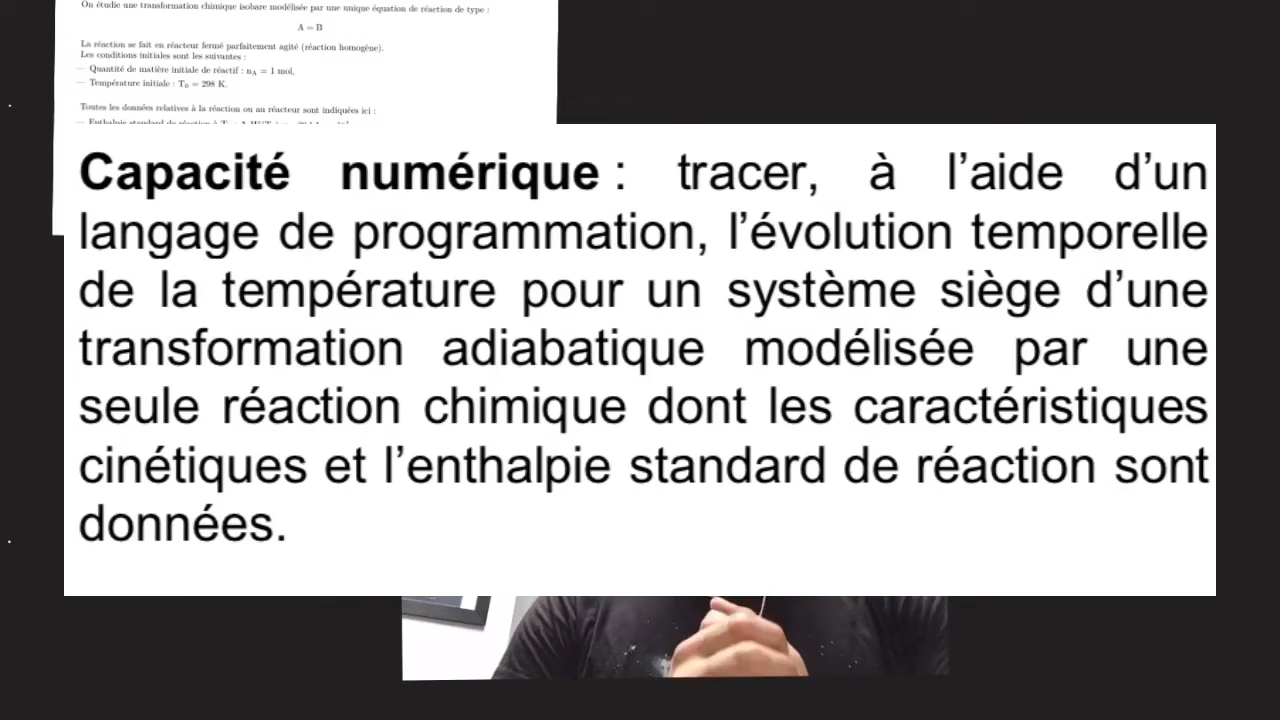 On étudie une transformation chimique isobare modélisée par une unique équation de réaction de type :
A = B
La réaction se fait en réacteur fermé parfaitement agité (réaction homogène).
Les conditions initiales sont les suivantes :
— Quantité de matière initiale de réactif : nA = 1 mol,
— Température initiale : T0 = 298 K.
Toutes les données relatives à la réaction ou au réacteur sont indiquées ici :
— Enthalpie standard de réaction à
Capacité numérique : tracer, à l’aide d’un
langage de programmation, l’évolution temporelle
de la température pour un système siège d’une
transformation adiabatique modélisée par une
seule réaction chimique dont les caractéristiques
cinétiques et l’enthalpie standard de réaction sont
données.